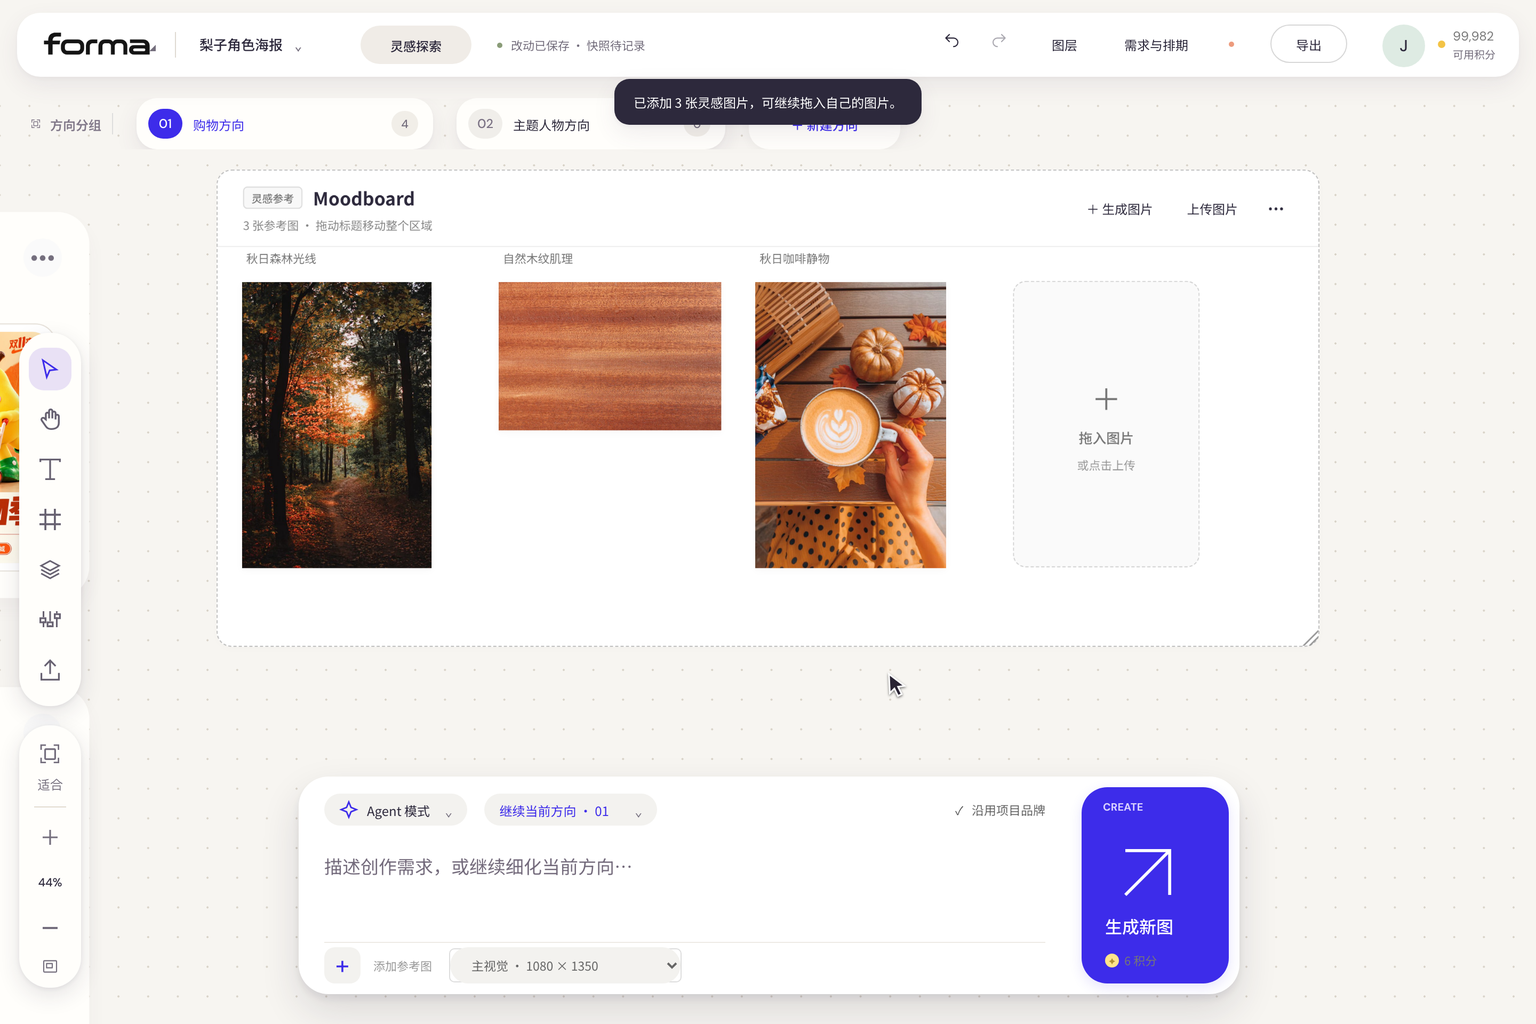 forma
梨子角色海报
灵感探索
改动已保存 · 快照待记录
图层
需求与排期
导出
J
99,982
可用积分
已添加 3 张灵感图片，可继续拖入自己的图片。
方向分组
01 购物方向 4
02 主题人物方向
+ 新建方向
灵感参考 Moodboard
3 张参考图 · 拖动标题移动整个区域
+ 生成图片
上传图片
秋日森林光线
自然木纹肌理
秋日咖啡静物
拖入图片
或点击上传
适合
44%
Agent 模式
继续当前方向 · 01
✓ 沿用项目品牌
描述创作需求，或继续细化当前方向…
添加参考图
主视觉 · 1080 × 1350
CREATE
生成新图
6 积分